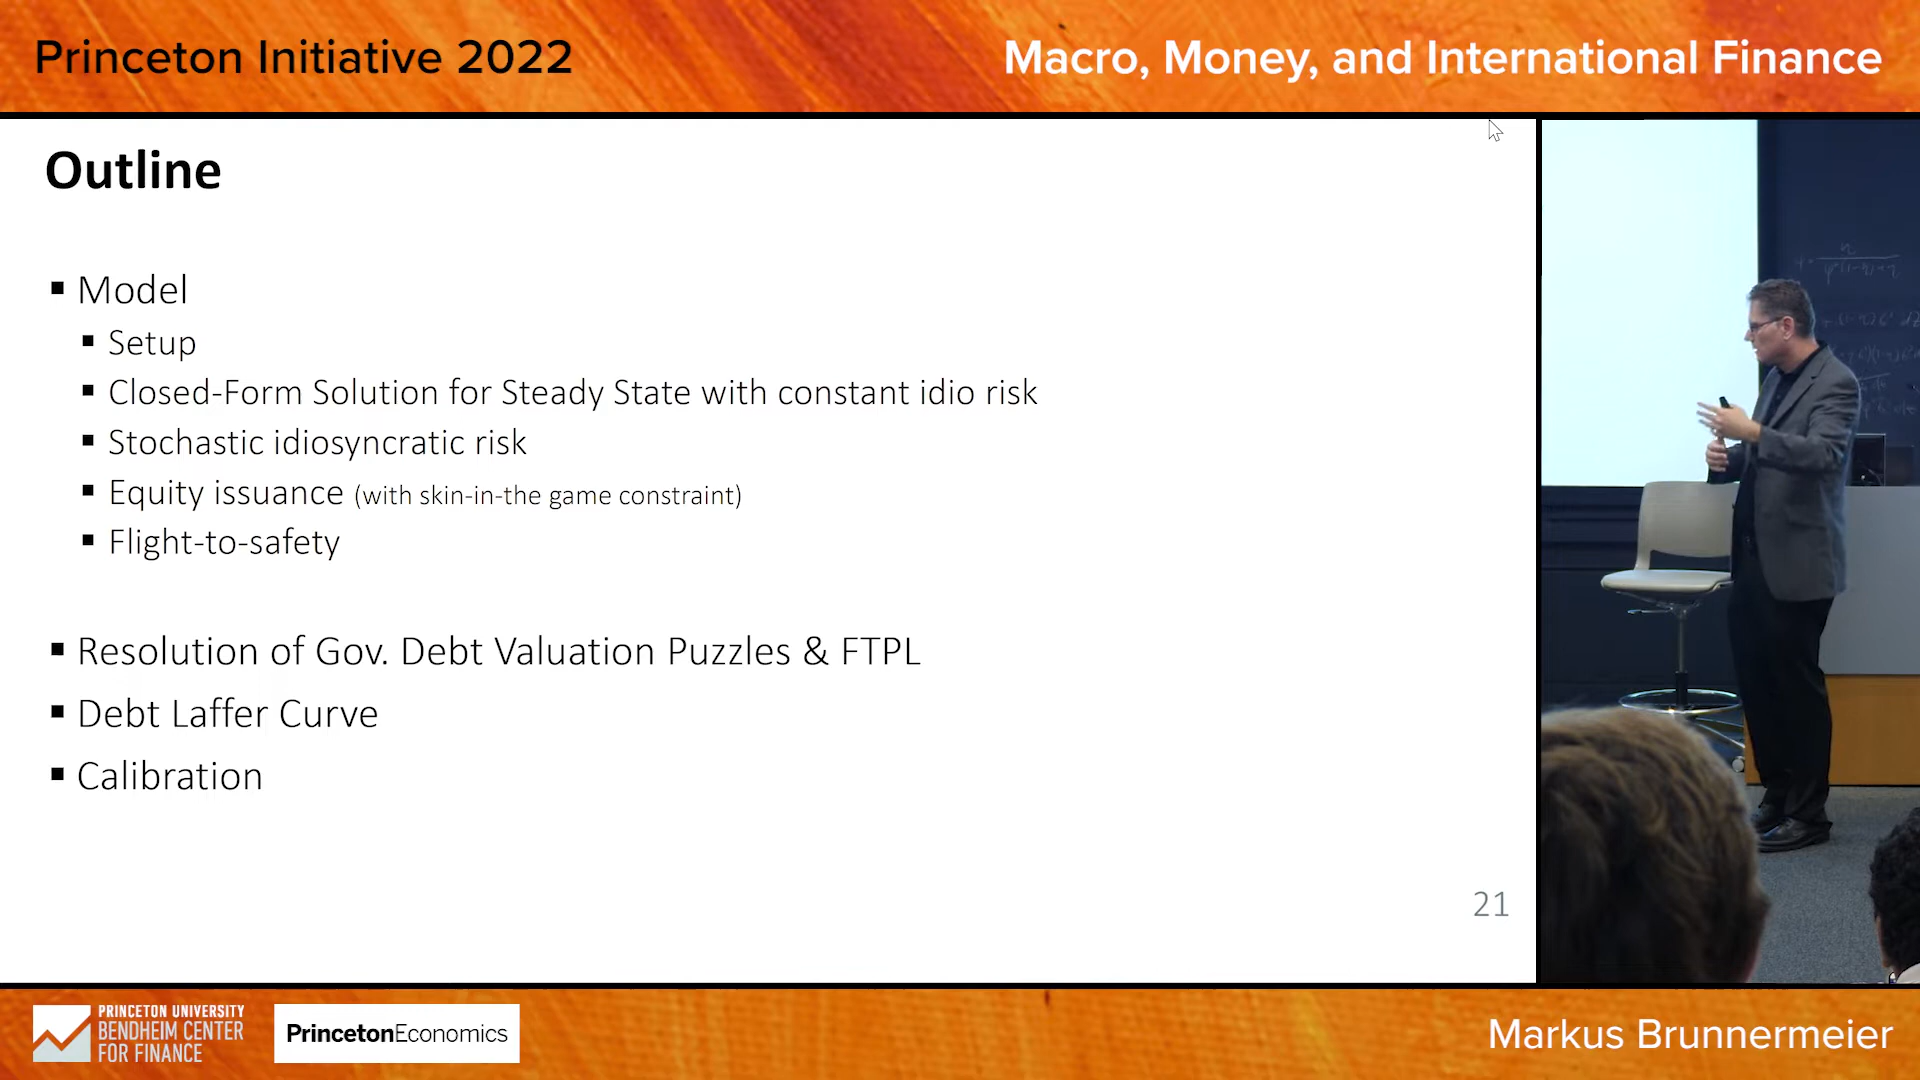 Princeton Initiative 2022
Macro, Money, and International Finance
Outline
▪ Model
▪ Setup
▪ Closed-Form Solution for Steady State with constant idio risk
▪ Stochastic idiosyncratic risk
▪ Equity issuance (with skin-in-the game constraint)
▪ Flight-to-safety
▪ Resolution of Gov. Debt Valuation Puzzles & FTPL
▪ Debt Laffer Curve
▪ Calibration
21
PRINCETON UNIVERSITY
BENDHEIM CENTER
FOR FINANCE
PrincetonEconomics
Markus Brunnermeier